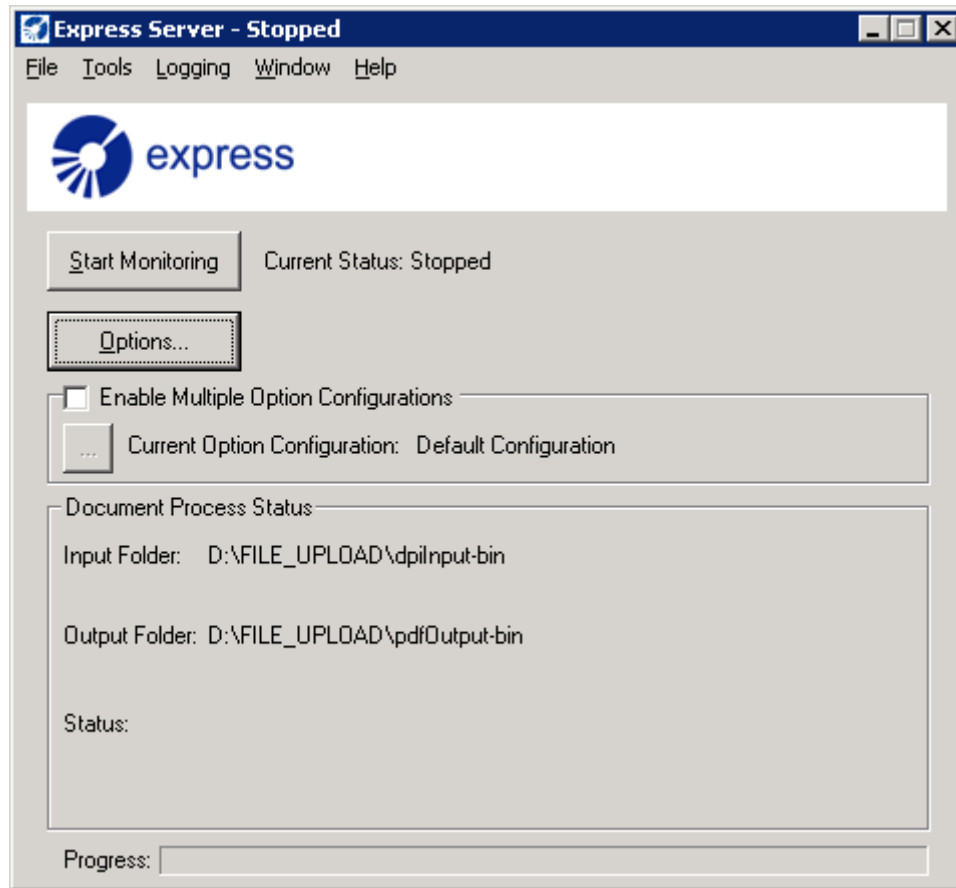 Express Server - Stopped
File Tools Logging Window Help
express
Start Monitoring Current Status: Stopped
Options...
Enable Multiple Option Configurations
... Current Option Configuration: Default Configuration
Document Process Status
Input Folder: D:\FILE_UPLOAD\dpiInput-bin
Output Folder: D:\FILE_UPLOAD\pdfOutput-bin
Status:
Progress: